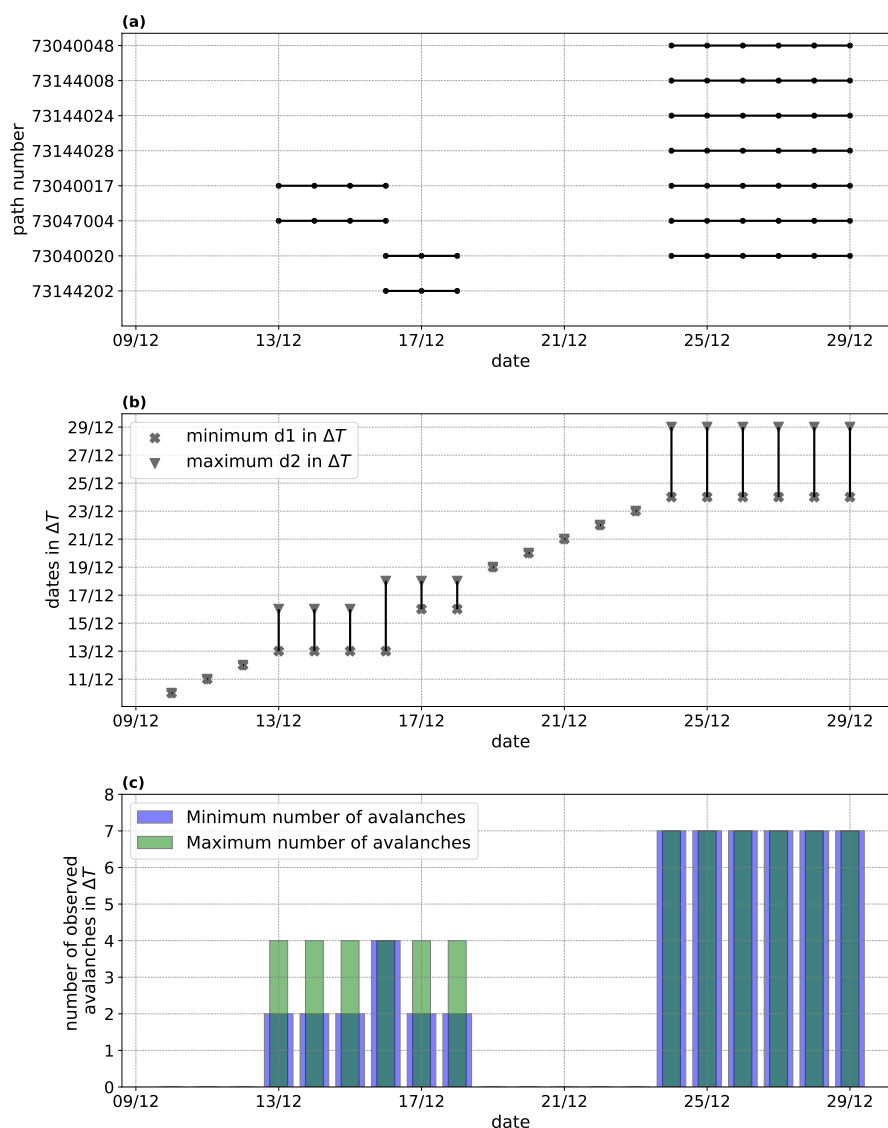 (a)
path number
73040048
73144008
73144024
73144028
73040017
73047004
73040020
73144202
09/12 13/12 17/12 21/12 25/12 29/12
date
(b)
dates in ΔT
29/12
27/12
25/12
23/12
21/12
19/12
17/12
15/12
13/12
11/12
minimum d1 in ΔT
maximum d2 in ΔT
09/12 13/12 17/12 21/12 25/12 29/12
date
(c)
number of observed
avalanches in ΔT
8
7
6
5
4
3
2
1
0
Minimum number of avalanches
Maximum number of avalanches
09/12 13/12 17/12 21/12 25/12 29/12
date